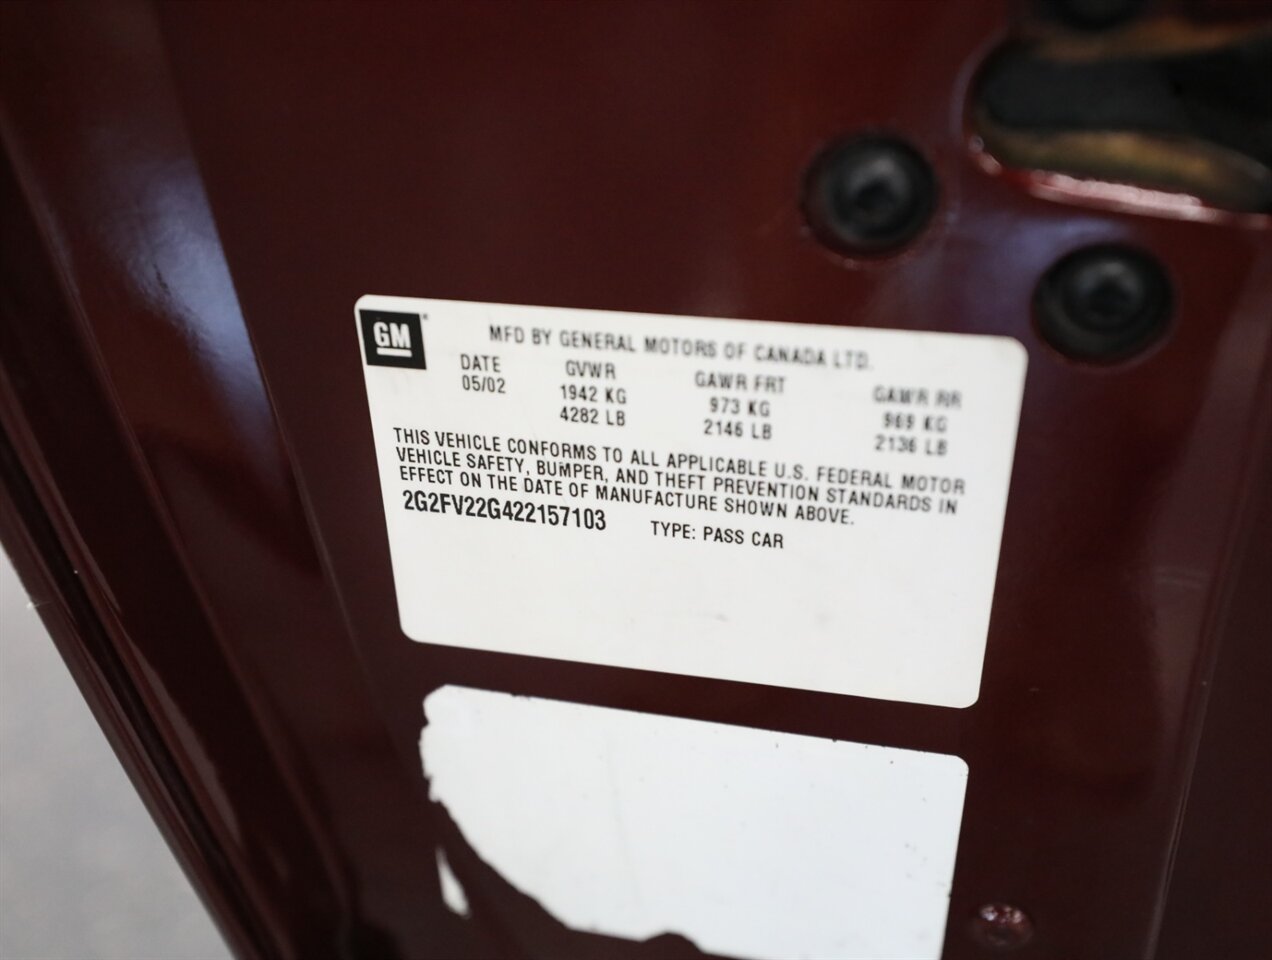 GM
MFD BY GENERAL MOTORS OF CANADA LTD.
DATE GVWR GAWR FRT GAWR RR
05/02 1942 KG 973 KG 969 KG
4282 LB 2146 LB 2136 LB
THIS VEHICLE CONFORMS TO ALL APPLICABLE U.S. FEDERAL MOTOR
VEHICLE SAFETY, BUMPER, AND THEFT PREVENTION STANDARDS IN
EFFECT ON THE DATE OF MANUFACTURE SHOWN ABOVE.
2G2FV22G422157103 TYPE: PASS CAR